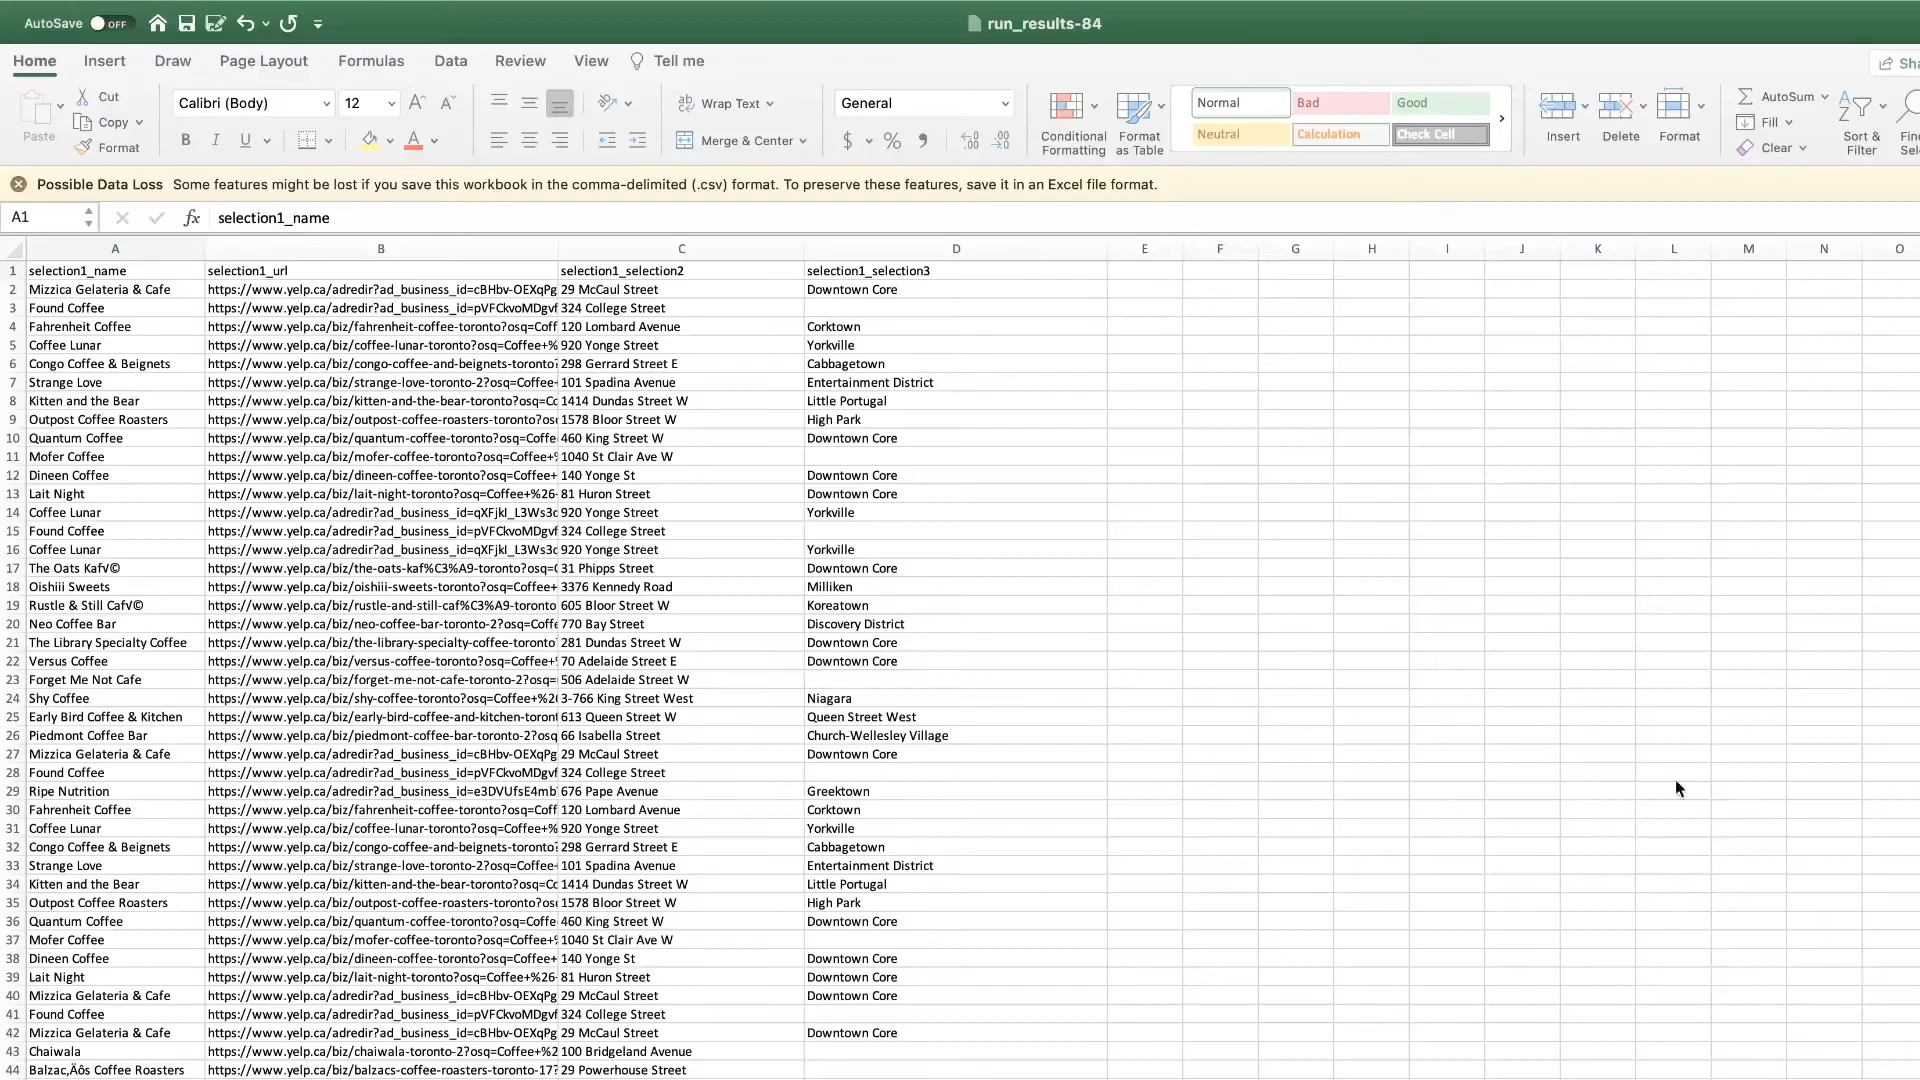 AutoSave OFF run_results-84
Home Insert Draw Page Layout Formulas Data Review View Tell me
Paste Cut Copy Format
Calibri (Body) 12
B I U
Wrap Text
Merge & Center
General
$ %
Conditional Formatting
Format as Table
Normal Bad Good
Neutral Calculation Check Cell
Insert Delete Format
AutoSum
Fill
Clear
Sort & Filter
Possible Data Loss Some features might be lost if you save this workbook in the comma-delimited (.csv) format. To preserve these features, save it in an Excel file format.
A1 fx selection1_name
A B C D E F G H I J K L M N O
1 selection1_name selection1_url selection1_selection2 selection1_selection3
2 Mizzica Gelateria & Cafe https://www.yelp.ca/adredir?ad_business_id=cBHbv-OEXqPg 29 McCaul Street Downtown Core
3 Found Coffee https://www.yelp.ca/adredir?ad_business_id=pVFCkvoMDgvf 324 College Street
4 Fahrenheit Coffee https://www.yelp.ca/biz/fahrenheit-coffee-toronto?osq=Coff 120 Lombard Avenue Corktown
5 Coffee Lunar https://www.yelp.ca/biz/coffee-lunar-toronto?osq=Coffee+% 920 Yonge Street Yorkville
6 Congo Coffee & Beignets https://www.yelp.ca/biz/congo-coffee-and-beignets-toronto? 298 Gerrard Street E Cabbagetown
7 Strange Love https://www.yelp.ca/biz/strange-love-toronto-2?osq=Coffee+ 101 Spadina Avenue Entertainment District
8 Kitten and the Bear https://www.yelp.ca/biz/kitten-and-the-bear-toronto?osq=Co 1414 Dundas Street W Little Portugal
9 Outpost Coffee Roasters https://www.yelp.ca/biz/outpost-coffee-roasters-toronto?oso 1578 Bloor Street W High Park
10 Quantum Coffee https://www.yelp.ca/biz/quantum-coffee-toronto?osq=Coffe 460 King Street W Downtown Core
11 Mofer Coffee https://www.yelp.ca/biz/mofer-coffee-toronto?osq=Coffee+% 1040 St Clair Ave W
12 Dineen Coffee https://www.yelp.ca/biz/dineen-coffee-toronto?osq=Coffee+ 140 Yonge St Downtown Core
13 Lait Night https://www.yelp.ca/biz/lait-night-toronto?osq=Coffee+%26- 81 Huron Street Downtown Core
14 Coffee Lunar https://www.yelp.ca/adredir?ad_business_id=qXFjkI_L3Ws3c 920 Yonge Street Yorkville
15 Found Coffee https://www.yelp.ca/adredir?ad_business_id=pVFCkvoMDgvf 324 College Street
16 Coffee Lunar https://www.yelp.ca/adredir?ad_business_id=qXFjkI_L3Ws3c 920 Yonge Street Yorkville
17 The Oats Kaf√© https://www.yelp.ca/biz/the-oats-kaf%C3%A9-toronto?osq=C 31 Phipps Street Downtown Core
18 Oishiii Sweets https://www.yelp.ca/biz/oishiii-sweets-toronto?osq=Coffee+ 3376 Kennedy Road Milliken
19 Rustle & Still Caf√© https://www.yelp.ca/biz/rustle-and-still-caf%C3%A9-toronto 605 Bloor Street W Koreatown
20 Neo Coffee Bar https://www.yelp.ca/biz/neo-coffee-bar-toronto-2?osq=Coffe 770 Bay Street Discovery District
21 The Library Specialty Coffee https://www.yelp.ca/biz/the-library-specialty-coffee-toronto? 281 Dundas Street W Downtown Core
22 Versus Coffee https://www.yelp.ca/biz/versus-coffee-toronto?osq=Coffee+% 70 Adelaide Street E Downtown Core
23 Forget Me Not Cafe https://www.yelp.ca/biz/forget-me-not-cafe-toronto-2?osq= 506 Adelaide Street W
24 Shy Coffee https://www.yelp.ca/biz/shy-coffee-toronto?osq=Coffee+%26 3-766 King Street West Niagara
25 Early Bird Coffee & Kitchen https://www.yelp.ca/biz/early-bird-coffee-and-kitchen-toront 613 Queen Street W Queen Street West
26 Piedmont Coffee Bar https://www.yelp.ca/biz/piedmont-coffee-bar-toronto-2?osq 66 Isabella Street Church-Wellesley Village
27 Mizzica Gelateria & Cafe https://www.yelp.ca/adredir?ad_business_id=cBHbv-OEXqPg 29 McCaul Street Downtown Core
28 Found Coffee https://www.yelp.ca/adredir?ad_business_id=pVFCkvoMDgvf 324 College Street
29 Ripe Nutrition https://www.yelp.ca/adredir?ad_business_id=e3DVUfsE4mb 676 Pape Avenue Greektown
30 Fahrenheit Coffee https://www.yelp.ca/biz/fahrenheit-coffee-toronto?osq=Coff 120 Lombard Avenue Corktown
31 Coffee Lunar https://www.yelp.ca/biz/coffee-lunar-toronto?osq=Coffee+% 920 Yonge Street Yorkville
32 Congo Coffee & Beignets https://www.yelp.ca/biz/congo-coffee-and-beignets-toronto? 298 Gerrard Street E Cabbagetown
33 Strange Love https://www.yelp.ca/biz/strange-love-toronto-2?osq=Coffee+ 101 Spadina Avenue Entertainment District
34 Kitten and the Bear https://www.yelp.ca/biz/kitten-and-the-bear-toronto?osq=Co 1414 Dundas Street W Little Portugal
35 Outpost Coffee Roasters https://www.yelp.ca/biz/outpost-coffee-roasters-toronto?oso 1578 Bloor Street W High Park
36 Quantum Coffee https://www.yelp.ca/biz/quantum-coffee-toronto?osq=Coffe 460 King Street W Downtown Core
37 Mofer Coffee https://www.yelp.ca/biz/mofer-coffee-toronto?osq=Coffee+% 1040 St Clair Ave W
38 Dineen Coffee https://www.yelp.ca/biz/dineen-coffee-toronto?osq=Coffee+ 140 Yonge St Downtown Core
39 Lait Night https://www.yelp.ca/biz/lait-night-toronto?osq=Coffee+%26- 81 Huron Street Downtown Core
40 Mizzica Gelateria & Cafe https://www.yelp.ca/adredir?ad_business_id=cBHbv-OEXqPg 29 McCaul Street Downtown Core
41 Found Coffee https://www.yelp.ca/adredir?ad_business_id=pVFCkvoMDgvf 324 College Street
42 Mizzica Gelateria & Cafe https://www.yelp.ca/adredir?ad_business_id=cBHbv-OEXqPg 29 McCaul Street Downtown Core
43 Chaiwala https://www.yelp.ca/biz/chaiwala-toronto-2?osq=Coffee+%2 100 Bridgeland Avenue
44 Balzac‚Äôs Coffee Roasters https://www.yelp.ca/biz/balzacs-coffee-roasters-toronto-17? 29 Powerhouse Street